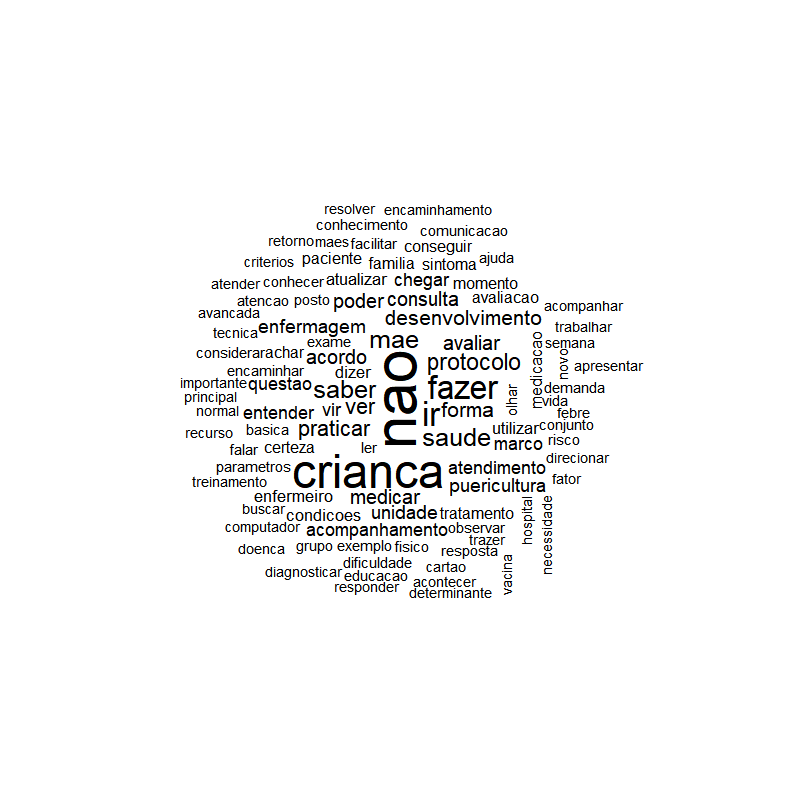 resolver encaminhamento
conhecimento comunicacao
retorno maes facilitar conseguir
criterios paciente familia sintoma ajuda
atender conhecer atualizar chegar momento
atencao posto poder consulta avaliacao acompanhar
avancada enfermagem desenvolvimento trabalhar
tecnica exame mae avaliar semana
considerar achar acordo nao protocolo medicacao novo apresentar
encaminhar dizer
importante questao saber fazer olhar demanda
principal vida
normal entender vir ver ir forma febre
recurso basica praticar saude utilizar conjunto
falar certeza ler marco risco
parametros crianca atendimento direcionar
treinamento puericultura fator
enfermeiro medicar
buscar condicoes unidade tratamento hospital necessidade
computador acompanhamento observar
trazer
doenca grupo exemplo fisico resposta
dificuldade cartao vacina
diagnosticar educacao acontecer
responder determinante